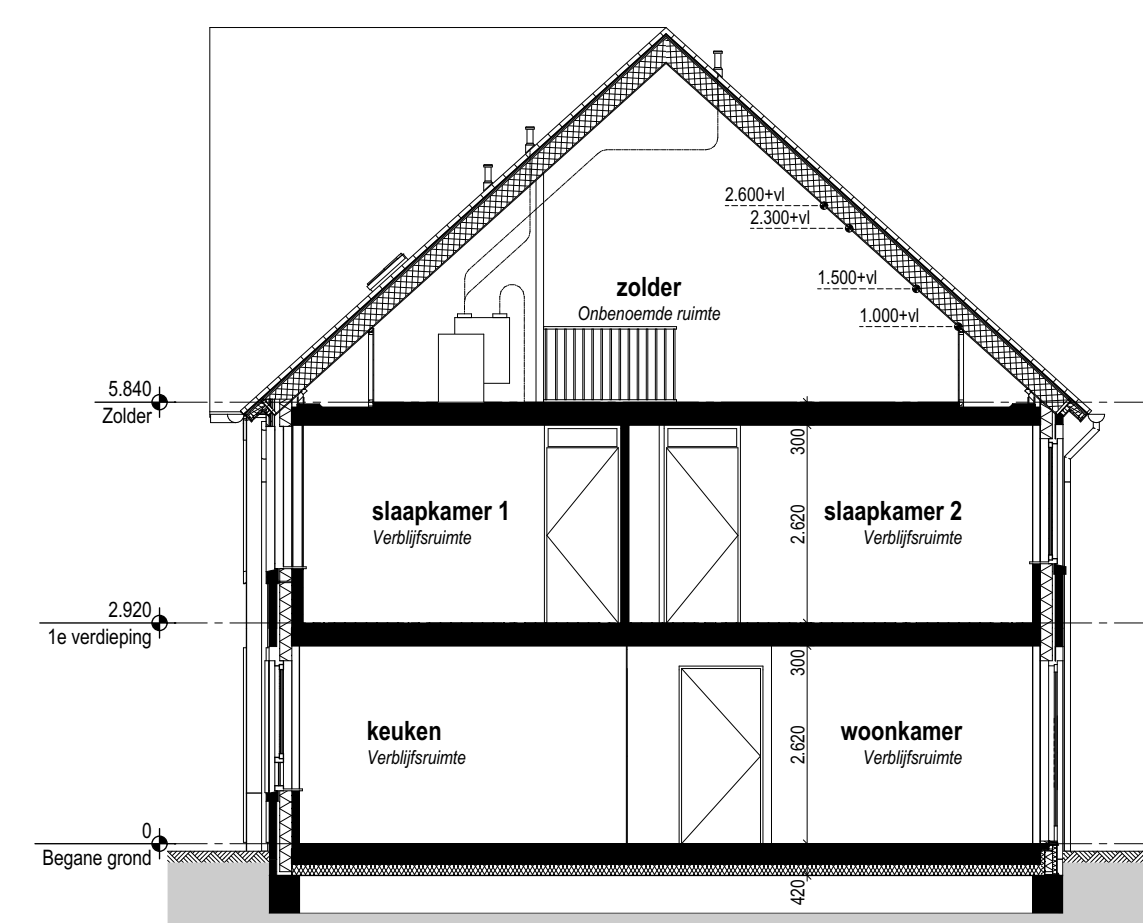 2.600+vl
2.300+vl
1.500+vl
1.000+vl
zolder
Onbenoemde ruimte
5.840
Zolder
300
slaapkamer 1
Verblijfsruimte
2.620
slaapkamer 2
Verblijfsruimte
2.920
1e verdieping
300
keuken
Verblijfsruimte
2.620
woonkamer
Verblijfsruimte
0
Begane grond
420